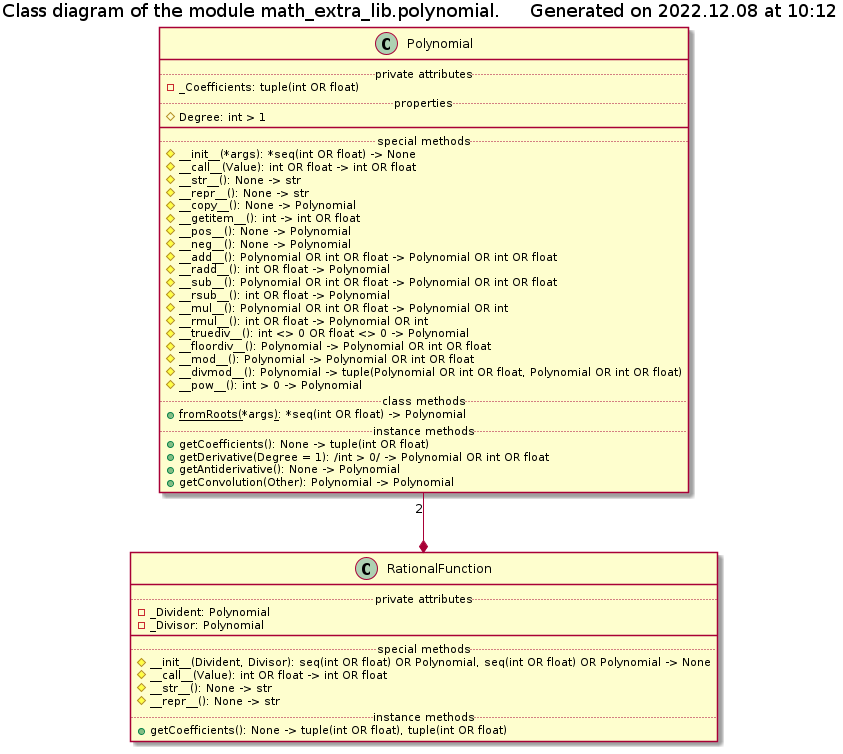 Class diagram of the module math_extra_lib.polynomial. Generated on 2022.12.08 at 10:12
C Polynomial
private attributes
_Coefficients: tuple(int OR float)
properties
Degree: int > 1
special methods
__init__(*args): *seq(int OR float) -> None
__call__(Value): int OR float -> int OR float
__str__(): None -> str
__repr__(): None -> str
__copy__(): None -> Polynomial
__getitem__(): int -> int OR float
__pos__(): None -> Polynomial
__neg__(): None -> Polynomial
__add__(): Polynomial OR int OR float -> Polynomial OR int OR float
__radd__(): int OR float -> Polynomial
__sub__(): Polynomial OR int OR float -> Polynomial OR int OR float
__rsub__(): int OR float -> Polynomial
__mul__(): Polynomial OR int OR float -> Polynomial OR int
__rmul__(): int OR float -> Polynomial OR int
__truediv__(): int <> 0 OR float <> 0 -> Polynomial
__floordiv__(): Polynomial -> Polynomial OR int OR float
__mod__(): Polynomial -> Polynomial OR int OR float
__divmod__(): Polynomial -> tuple(Polynomial OR int OR float, Polynomial OR int OR float)
__pow__(): int > 0 -> Polynomial
class methods
fromRoots(*args): *seq(int OR float) -> Polynomial
instance methods
getCoefficients(): None -> tuple(int OR float)
getDerivative(Degree = 1): /int > 0/ -> Polynomial OR int OR float
getAntiderivative(): None -> Polynomial
getConvolution(Other): Polynomial -> Polynomial
2
C RationalFunction
private attributes
_Divident: Polynomial
_Divisor: Polynomial
special methods
__init__(Divident, Divisor): seq(int OR float) OR Polynomial, seq(int OR float) OR Polynomial -> None
__call__(Value): int OR float -> int OR float
__str__(): None -> str
__repr__(): None -> str
instance methods
getCoefficients(): None -> tuple(int OR float), tuple(int OR float)